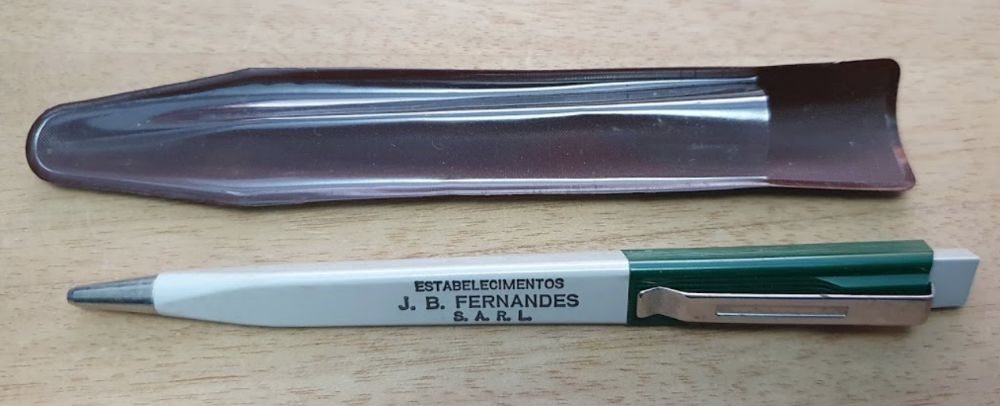 ESTABELECIMENTOS
J. B. FERNANDES
S. A. R. L.